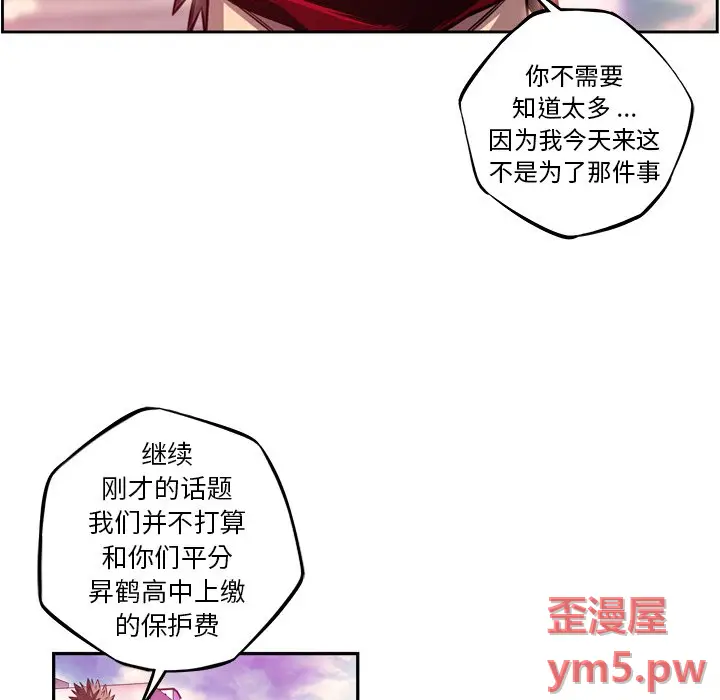 你不需要
知道太多...
因为我今天来这
不是为了那件事
继续
刚才的话题
我们并不打算
和你们平分
昇鹤高中上缴
的保护费
歪漫屋
ym5.pw